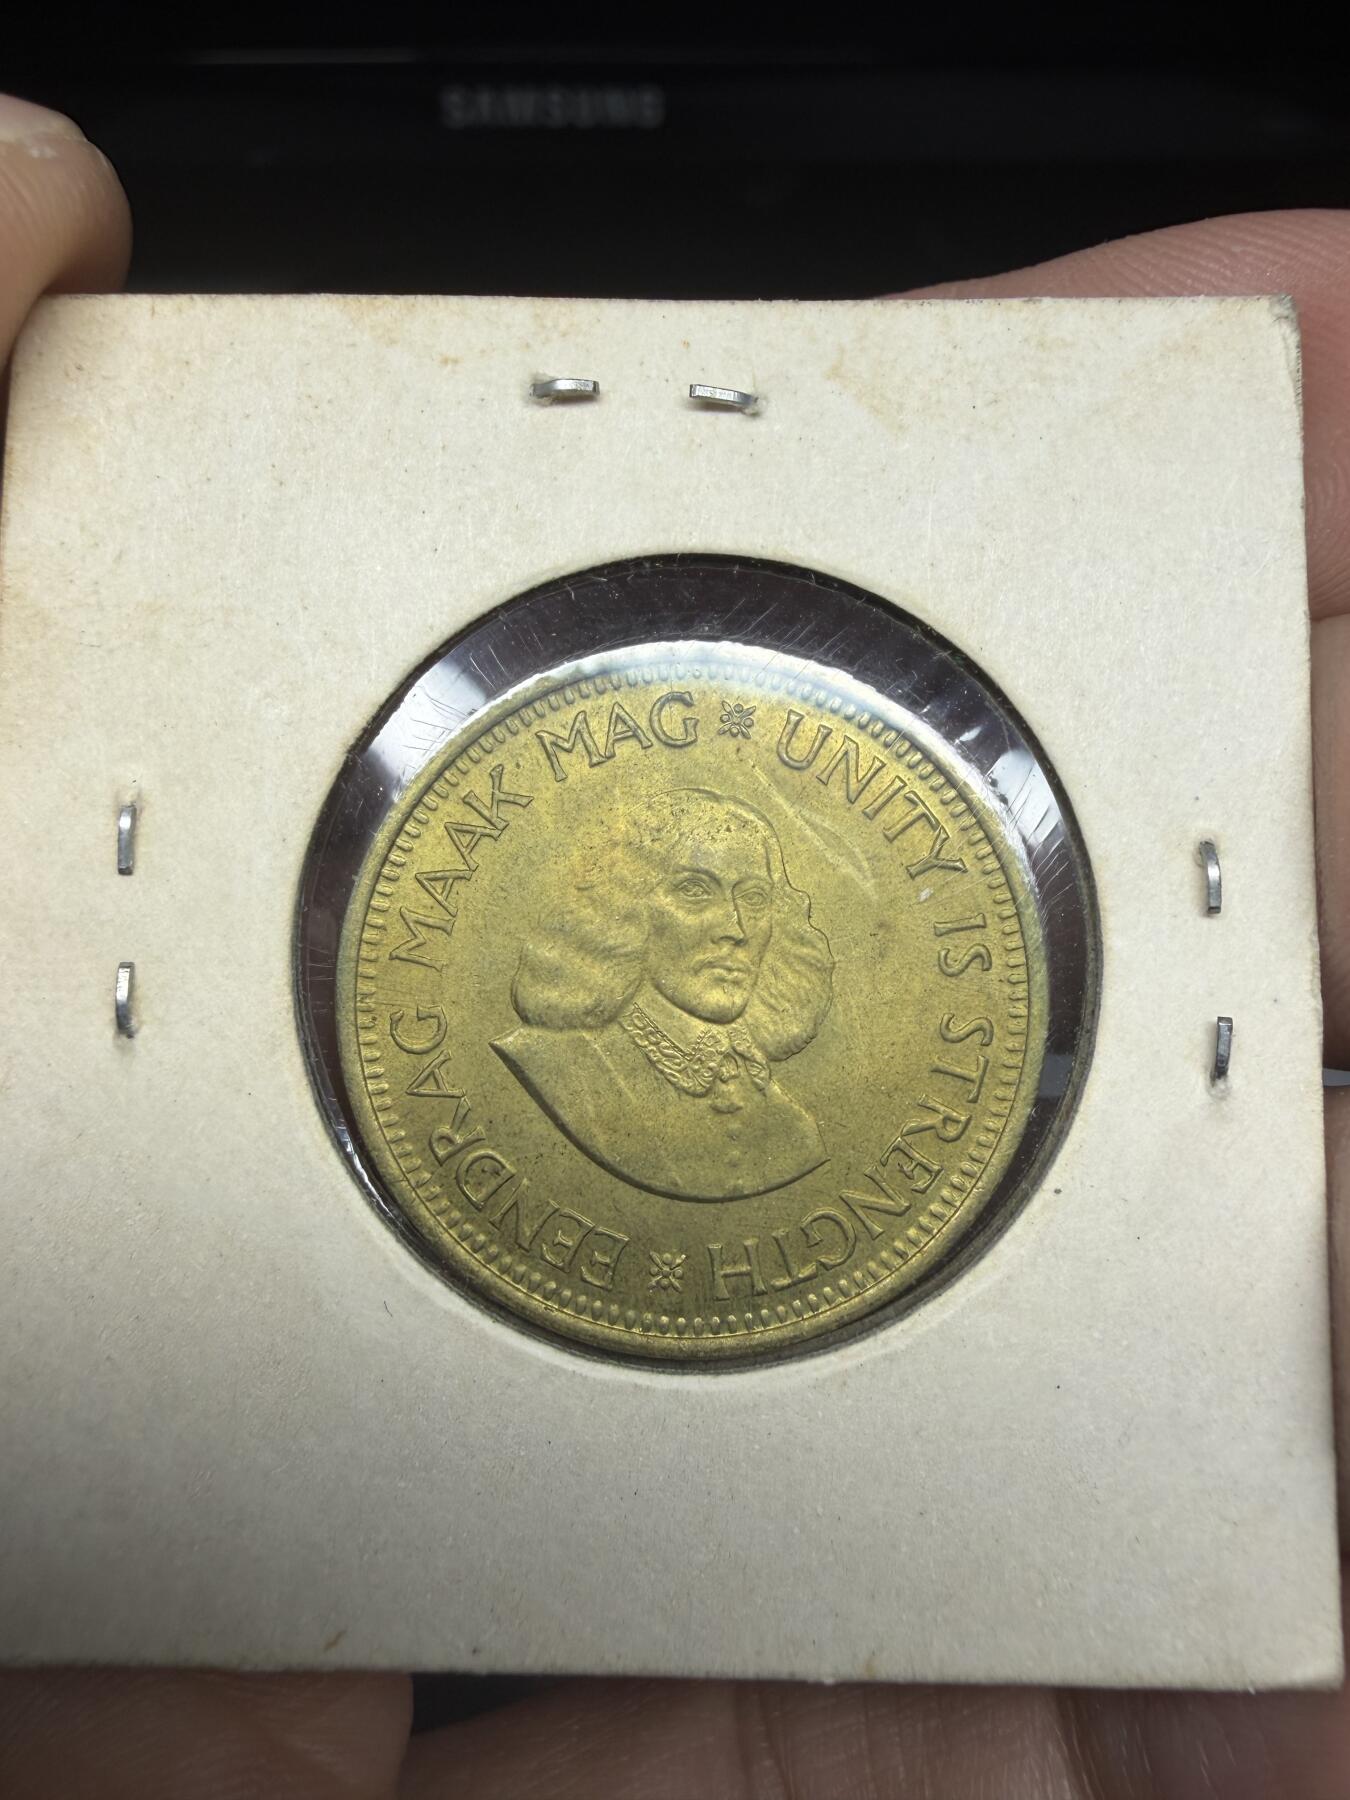 SAMSUNG
EENDRAG MAAK MAG
UNITY IS STRENGTH